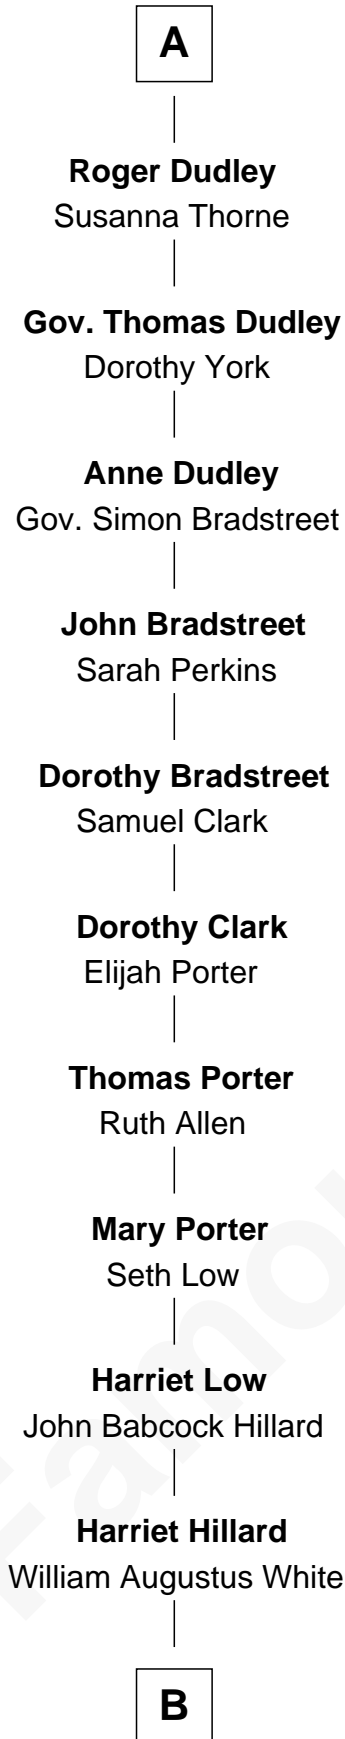 A
Roger Dudley
Susanna Thorne
Gov. Thomas Dudley
Dorothy York
Anne Dudley
Gov. Simon Bradstreet
John Bradstreet
Sarah Perkins
Dorothy Bradstreet
Samuel Clark
Dorothy Clark
Elijah Porter
Thomas Porter
Ruth Allen
Mary Porter
Seth Low
Harriet Low
John Babcock Hillard
Harriet Hillard
William Augustus White
B
Famo